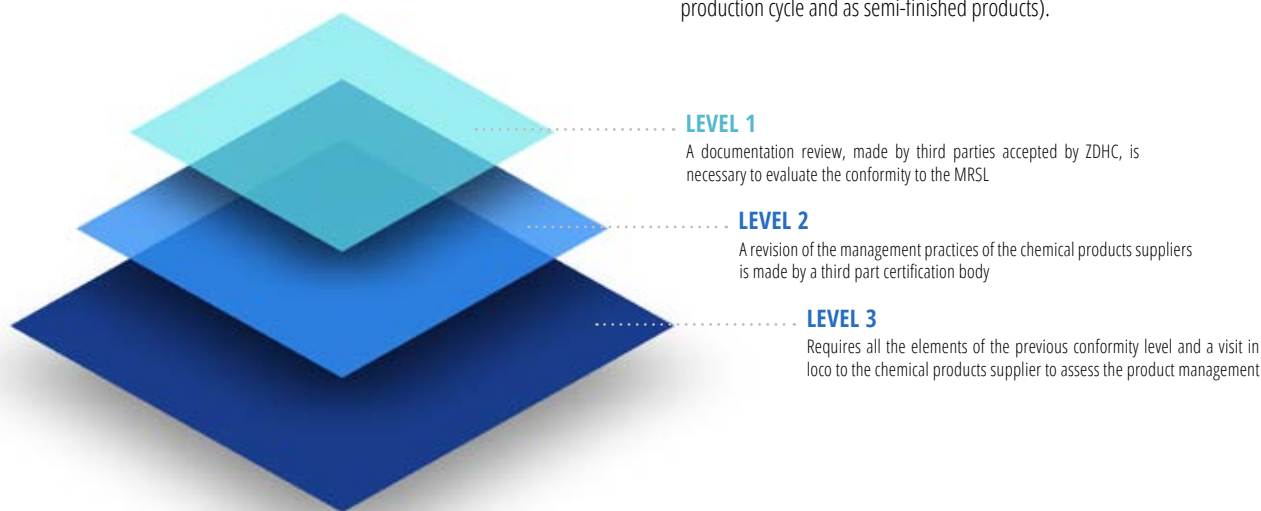 production cycle and as semi-finished products).
LEVEL 1
A documentation review, made by third parties accepted by ZDHC, is
necessary to evaluate the conformity to the MRSL
LEVEL 2
A revision of the management practices of the chemical products suppliers
is made by a third part certification body
LEVEL 3
Requires all the elements of the previous conformity level and a visit in
loco to the chemical products supplier to assess the product management